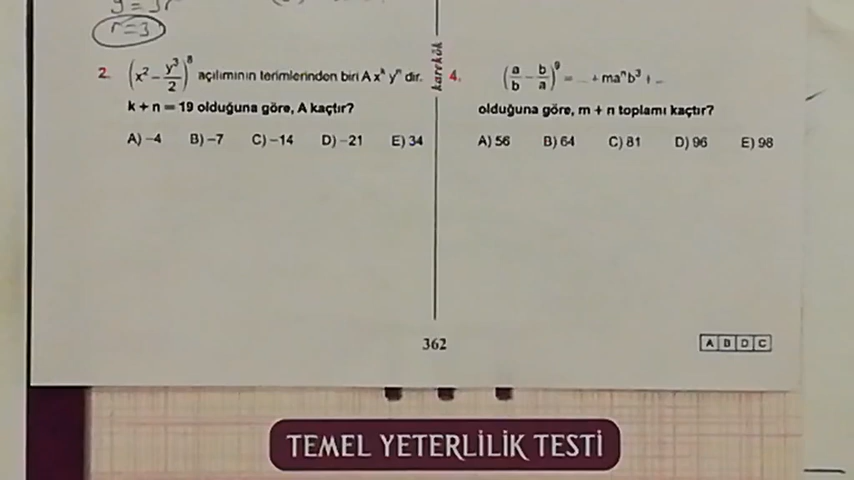 r=3
2. (x² − y³/2)⁸ açılımının terimlerinden biri A xᵏ yⁿ dir.
k + n = 19 olduğuna göre, A kaçtır?
A) −4 B) −7 C) −14 D) −21 E) 34
karekök
4. (a/b − b/a)⁹ = ... + maⁿb³ + ...
olduğuna göre, m + n toplamı kaçtır?
A) 56 B) 64 C) 81 D) 96 E) 98
362
A B D C
TEMEL YETERLİLİK TESTİ